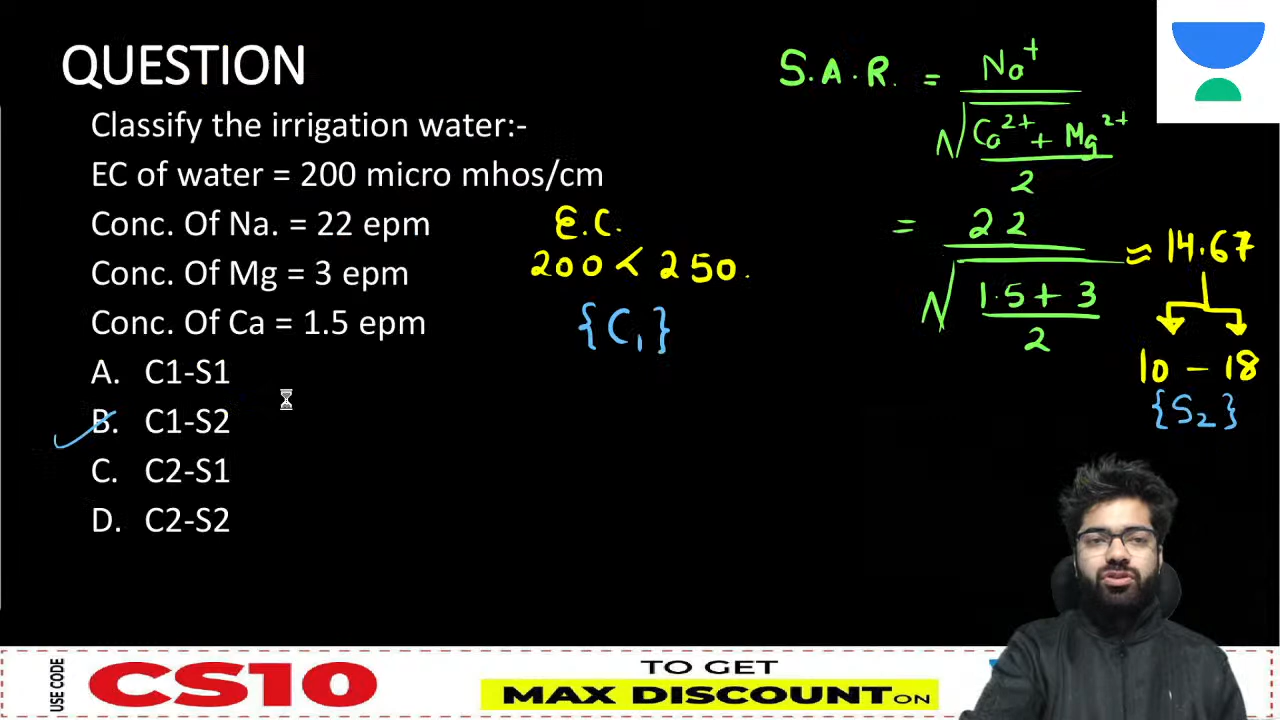 QUESTION
Classify the irrigation water:-
EC of water = 200 micro mhos/cm
Conc. Of Na. = 22 epm
Conc. Of Mg = 3 epm
Conc. Of Ca = 1.5 epm
A. C1-S1
B. C1-S2
C. C2-S1
D. C2-S2
E.C.
200 < 250.
{C₁}
S.A.R. = Na⁺ / √((Ca²⁺ + Mg²⁺) / 2)
= 22 / √((1.5 + 3) / 2) ≈ 14.67
10 - 18
{S₂}
USE CODE
CS10
TO GET
MAX DISCOUNT ON